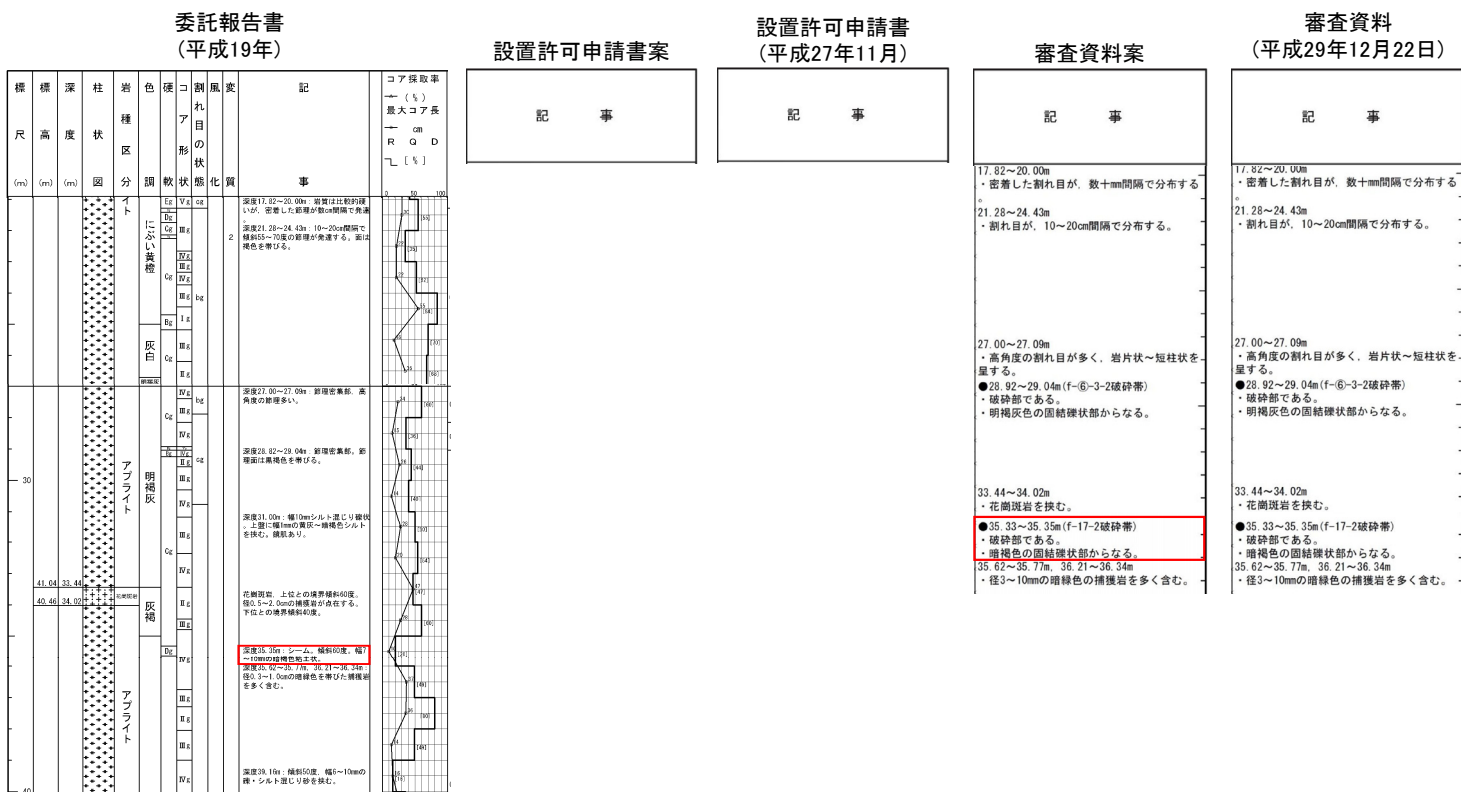 委託報告書
(平成19年)
設置許可申請書案
設置許可申請書
(平成27年11月)
審査資料案
審査資料
(平成29年12月22日)
標尺(m)
標高(m)
深度(m)
柱状図
岩種区分
色調
硬軟
コア形状
割れ目の状態
風化
変質
記事
コア採取率
(%)
最大コア長
cm
R Q D
[%]
0 50 100
イト
にぶい黄橙
灰白
明褐灰
アプライト
明褐灰
花崗斑岩
灰褐
アプライト
30
40
41.04 33.44
40.46 34.02
2
深度17.82~20.00m:岩質は比較的硬
いが、密着した節理が数cm間隔で発達
。
深度21.28~24.43m:10~20cm間隔で
傾斜55~70度の節理が発達する。面は
褐色を帯びる。
深度27.00~27.09m:節理密集部。高
角度の節理多い。
深度28.82~29.04m:節理密集部。節
理面は黒褐色を帯びる。
深度31.00m:幅10mmシルト混じり礫状
。上盤に幅1mmの黄灰~暗褐色シルト
を挟む。鏡肌あり。
花崗斑岩。上位との境界傾斜60度。
径0.5~2.0cmの捕獲岩が点在する。
下位との境界傾斜40度。
深度35.35m:シーム。傾斜60度。幅7
~10mmの暗褐色粘土状。
深度35.62~35.77m、36.21~36.34m:
径0.3~1.0cmの暗緑色を帯びた捕獲岩
を多く含む。
深度39.16m:傾斜50度、幅6~10mmの
礫・シルト混じり砂を挟む。
記 事
記 事
記 事
17.82~20.00m
・密着した割れ目が、数十mm間隔で分布する
。
21.28~24.43m
・割れ目が、10~20cm間隔で分布する。
27.00~27.09m
・高角度の割れ目が多く、岩片状~短柱状を
呈する。
●28.92~29.04m(f-⑥-3-2破砕帯)
・破砕部である。
・明褐灰色の固結礫状部からなる。
33.44~34.02m
・花崗斑岩を挟む。
●35.33~35.35m(f-17-2破砕帯)
・破砕部である。
・暗褐色の固結礫状部からなる。
35.62~35.77m、36.21~36.34m
・径3~10mmの暗緑色の捕獲岩を多く含む。
記 事
17.82~20.00m
・密着した割れ目が、数十mm間隔で分布する
。
21.28~24.43m
・割れ目が、10~20cm間隔で分布する。
27.00~27.09m
・高角度の割れ目が多く、岩片状~短柱状を
呈する。
●28.92~29.04m(f-⑥-3-2破砕帯)
・破砕部である。
・明褐灰色の固結礫状部からなる。
33.44~34.02m
・花崗斑岩を挟む。
●35.33~35.35m(f-17-2破砕帯)
・破砕部である。
・暗褐色の固結礫状部からなる。
35.62~35.77m、36.21~36.34m
・径3~10mmの暗緑色の捕獲岩を多く含む。